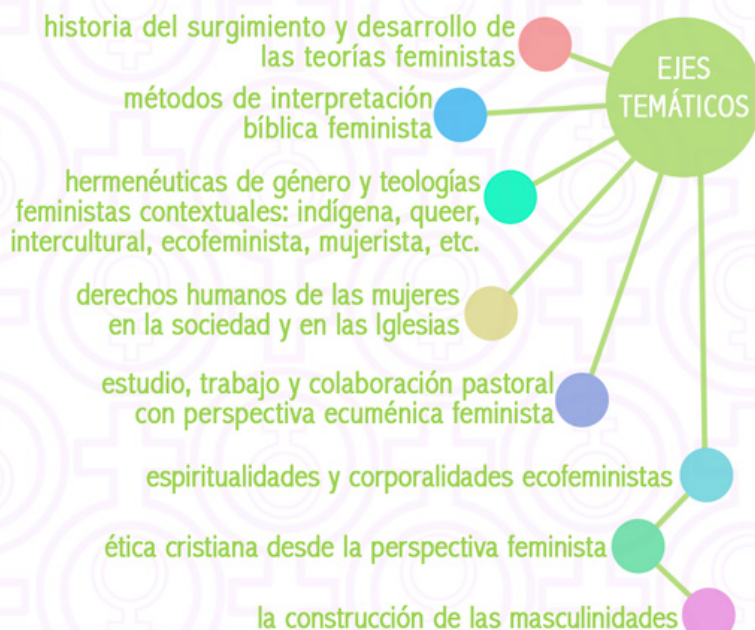 historia del surgimiento y desarrollo de
las teorías feministas
EJES
TEMÁTICOS
métodos de interpretación
bíblica feminista
hermenéuticas de género y teologías
feministas contextuales: indígena, queer,
intercultural, ecofeminista, mujerista, etc.
derechos humanos de las mujeres
en la sociedad y en las Iglesias
estudio, trabajo y colaboración pastoral
con perspectiva ecuménica feminista
espiritualidades y corporalidades ecofeministas
ética cristiana desde la perspectiva feminista
la construcción de las masculinidades